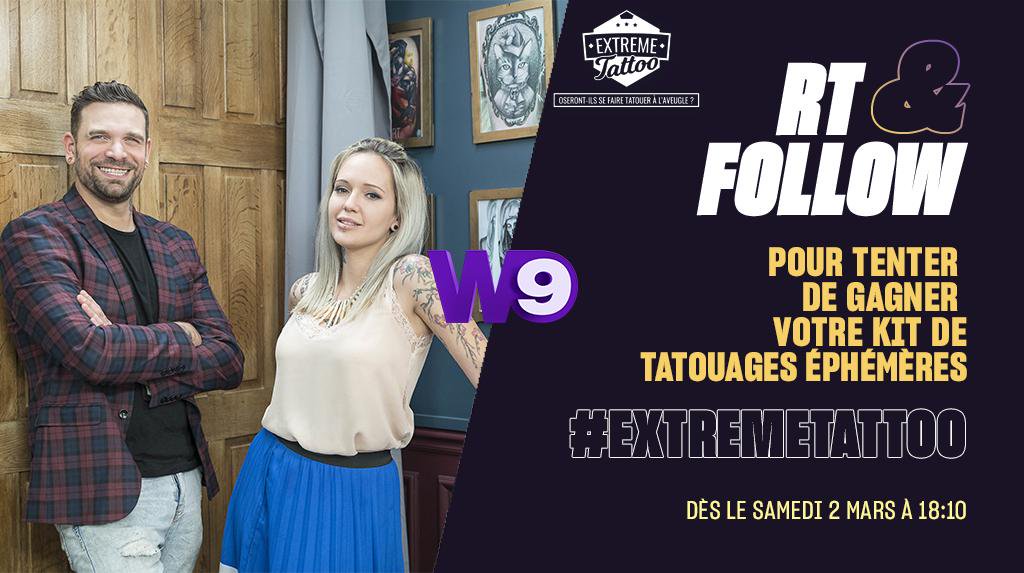 EXTREME
Tattoo
OSERONT-ILS SE FAIRE TATOUER À L'AVEUGLE ?
RT &
FOLLOW
W9
POUR TENTER
DE GAGNER
VOTRE KIT DE
TATOUAGES ÉPHÉMÈRES
#EXTREMETATTOO
DÈS LE SAMEDI 2 MARS À 18:10